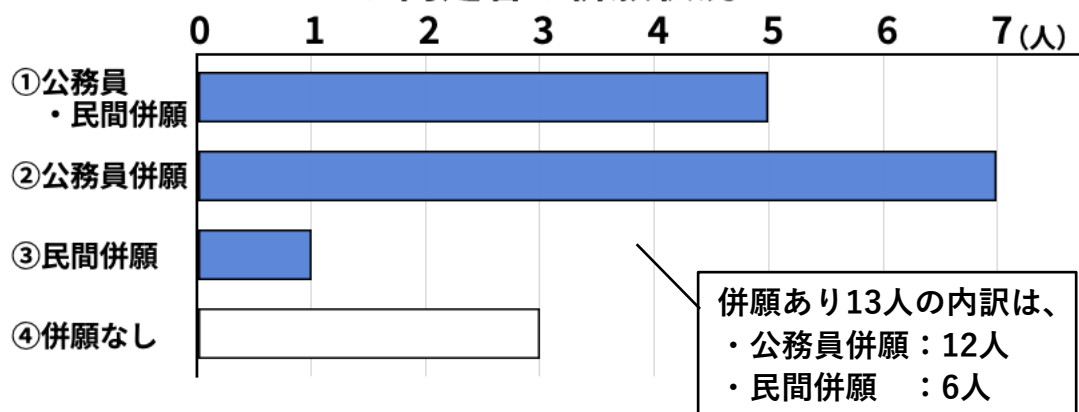 0 1 2 3 4 5 6 7(人)
①公務員
・民間併願
②公務員併願
③民間併願
④併願なし
併願あり13人の内訳は、
・公務員併願：12人
・民間併願　：6人